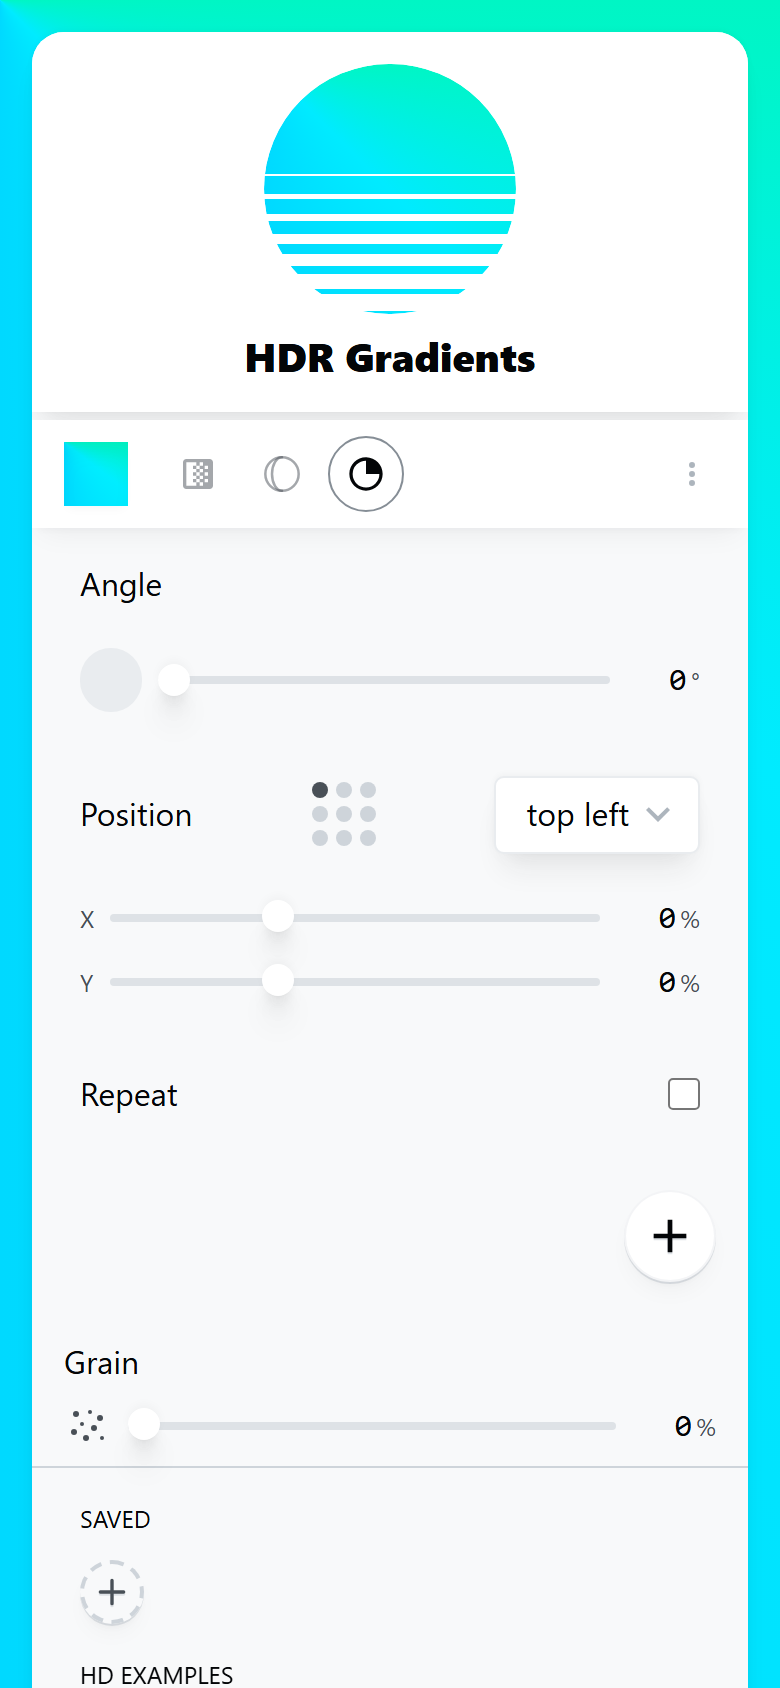 HDR Gradients
Angle
0°
Position
top left
X 0%
Y 0%
Repeat
Grain
0%
SAVED
HD EXAMPLES